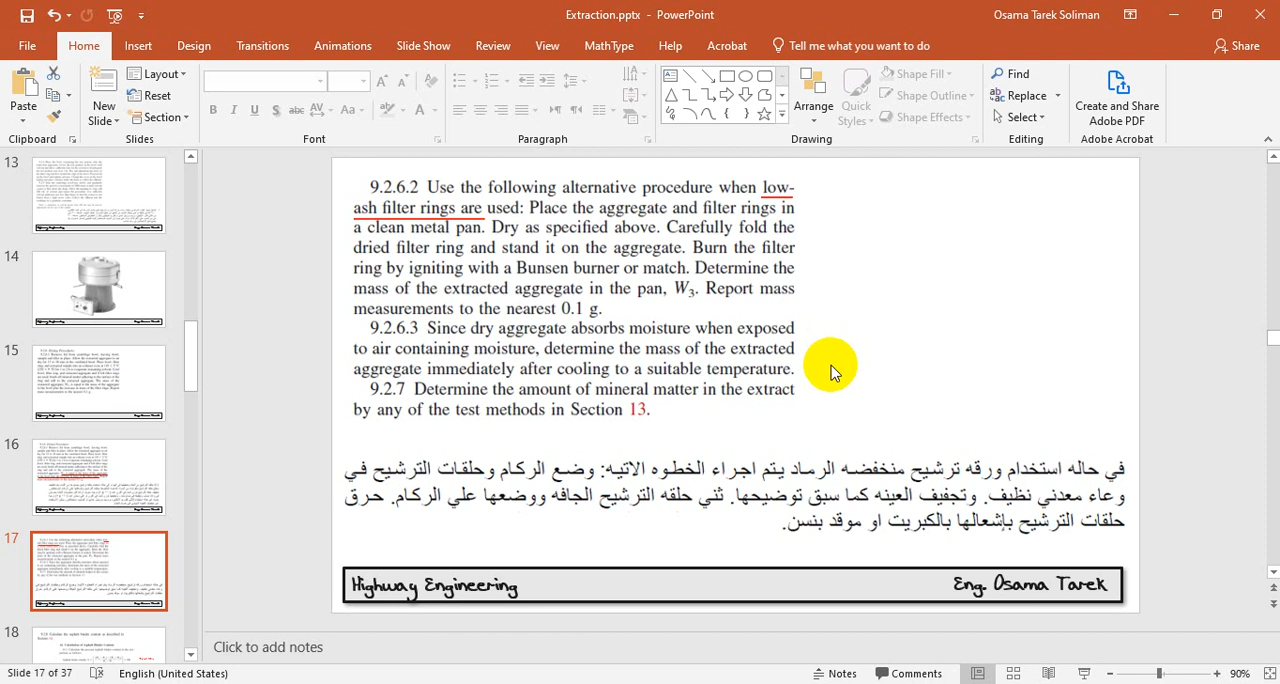 Extraction.pptx - PowerPoint
Osama Tarek Soliman
File Home Insert Design Transitions Animations Slide Show Review View MathType Help Acrobat Tell me what you want to do Share
Paste
Clipboard
New Slide
Layout
Reset
Section
Slides
B I U S abc AV Aa A
Font
Paragraph
Arrange
Quick Styles
Shape Fill
Shape Outline
Shape Effects
Drawing
Find
Replace
Select
Editing
Create and Share Adobe PDF
Adobe Acrobat
13
14
15
16
17
18
9.2.6.2 Use the following alternative procedure when low-
ash filter rings are used: Place the aggregate and filter rings in
a clean metal pan. Dry as specified above. Carefully fold the
dried filter ring and stand it on the aggregate. Burn the filter
ring by igniting with a Bunsen burner or match. Determine the
mass of the extracted aggregate in the pan, W3. Report mass
measurements to the nearest 0.1 g.
9.2.6.3 Since dry aggregate absorbs moisture when exposed
to air containing moisture, determine the mass of the extracted
aggregate immediately after cooling to a suitable temperature.
9.2.7 Determine the amount of mineral matter in the extract
by any of the test methods in Section 13.
في حاله استخدام ورقه ترشيح منخفضه الرماد يتم اجراء الخطوه الاتيه: وضع الركام وحلقات الترشيح في
وعاء معدني نظيف. وتجفيف العينه كما سبق توضيحها. ثني حلقه الترشيح الجافه ووضعها علي الركام. حرق
حلقات الترشيح بإشعالها بالكبريت او موقد بنسن.
Highway Engineering
Eng. Osama Tarek
Click to add notes
Slide 17 of 37
English (United States)
Notes
Comments
90%